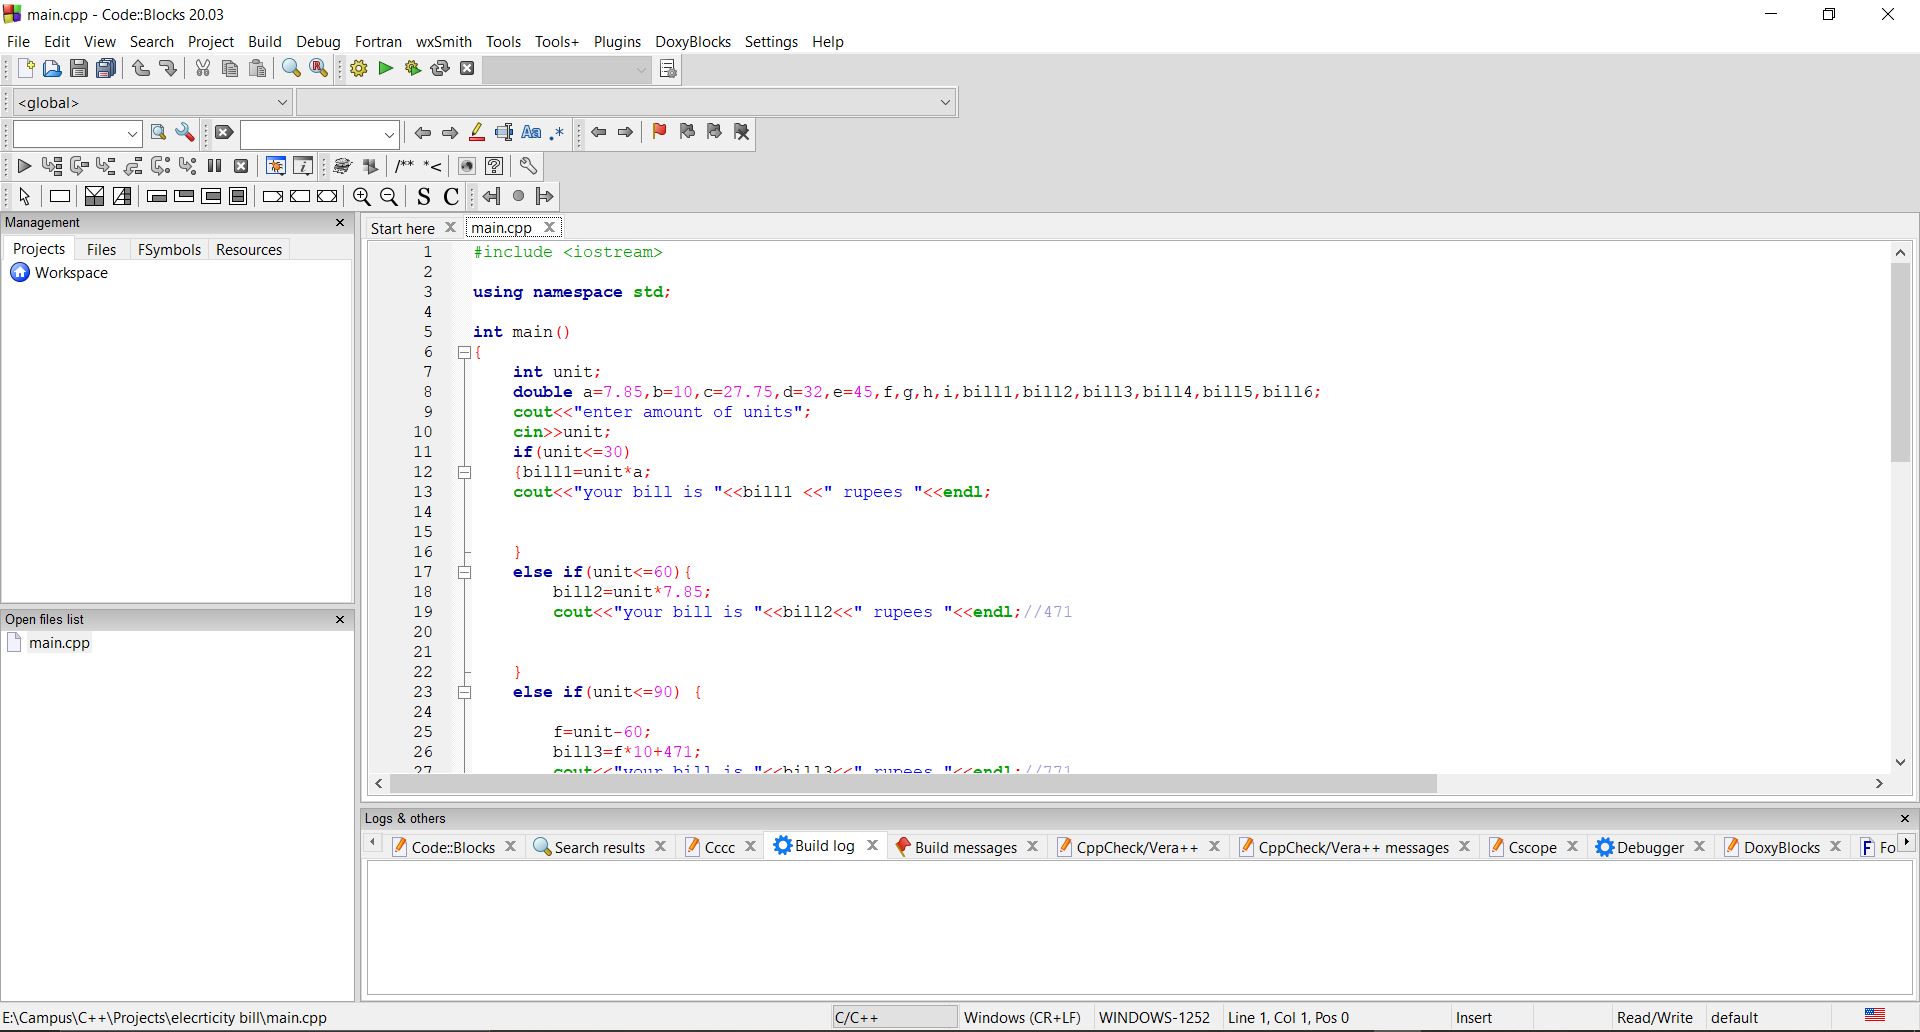 main.cpp - Code::Blocks 20.03
File Edit View Search Project Build Debug Fortran wxSmith Tools Tools+ Plugins DoxyBlocks Settings Help
<global>
Aa .*
/** *<
S C
Management
Projects Files FSymbols Resources
Workspace
Open files list
main.cpp
Start here main.cpp
1 #include <iostream>
2
3 using namespace std;
4
5 int main()
6 {
7 int unit;
8 double a=7.85,b=10,c=27.75,d=32,e=45,f,g,h,i,bill1,bill2,bill3,bill4,bill5,bill6;
9 cout<<"enter amount of units";
10 cin>>unit;
11 if(unit<=30)
12 {bill1=unit*a;
13 cout<<"your bill is "<<bill1 <<" rupees "<<endl;
14
15
16 }
17 else if(unit<=60){
18 bill2=unit*7.85;
19 cout<<"your bill is "<<bill2<<" rupees "<<endl;//471
20
21
22 }
23 else if(unit<=90) {
24
25 f=unit-60;
26 bill3=f*10+471;
27 cout<<"your bill is "<<bill3<<" rupees "<<endl;//771
Logs & others
Code::Blocks Search results Cccc Build log Build messages CppCheck/Vera++ CppCheck/Vera++ messages Cscope Debugger DoxyBlocks Fo
E:\Campus\C++\Projects\elecrticity bill\main.cpp C/C++ Windows (CR+LF) WINDOWS-1252 Line 1, Col 1, Pos 0 Insert Read/Write default